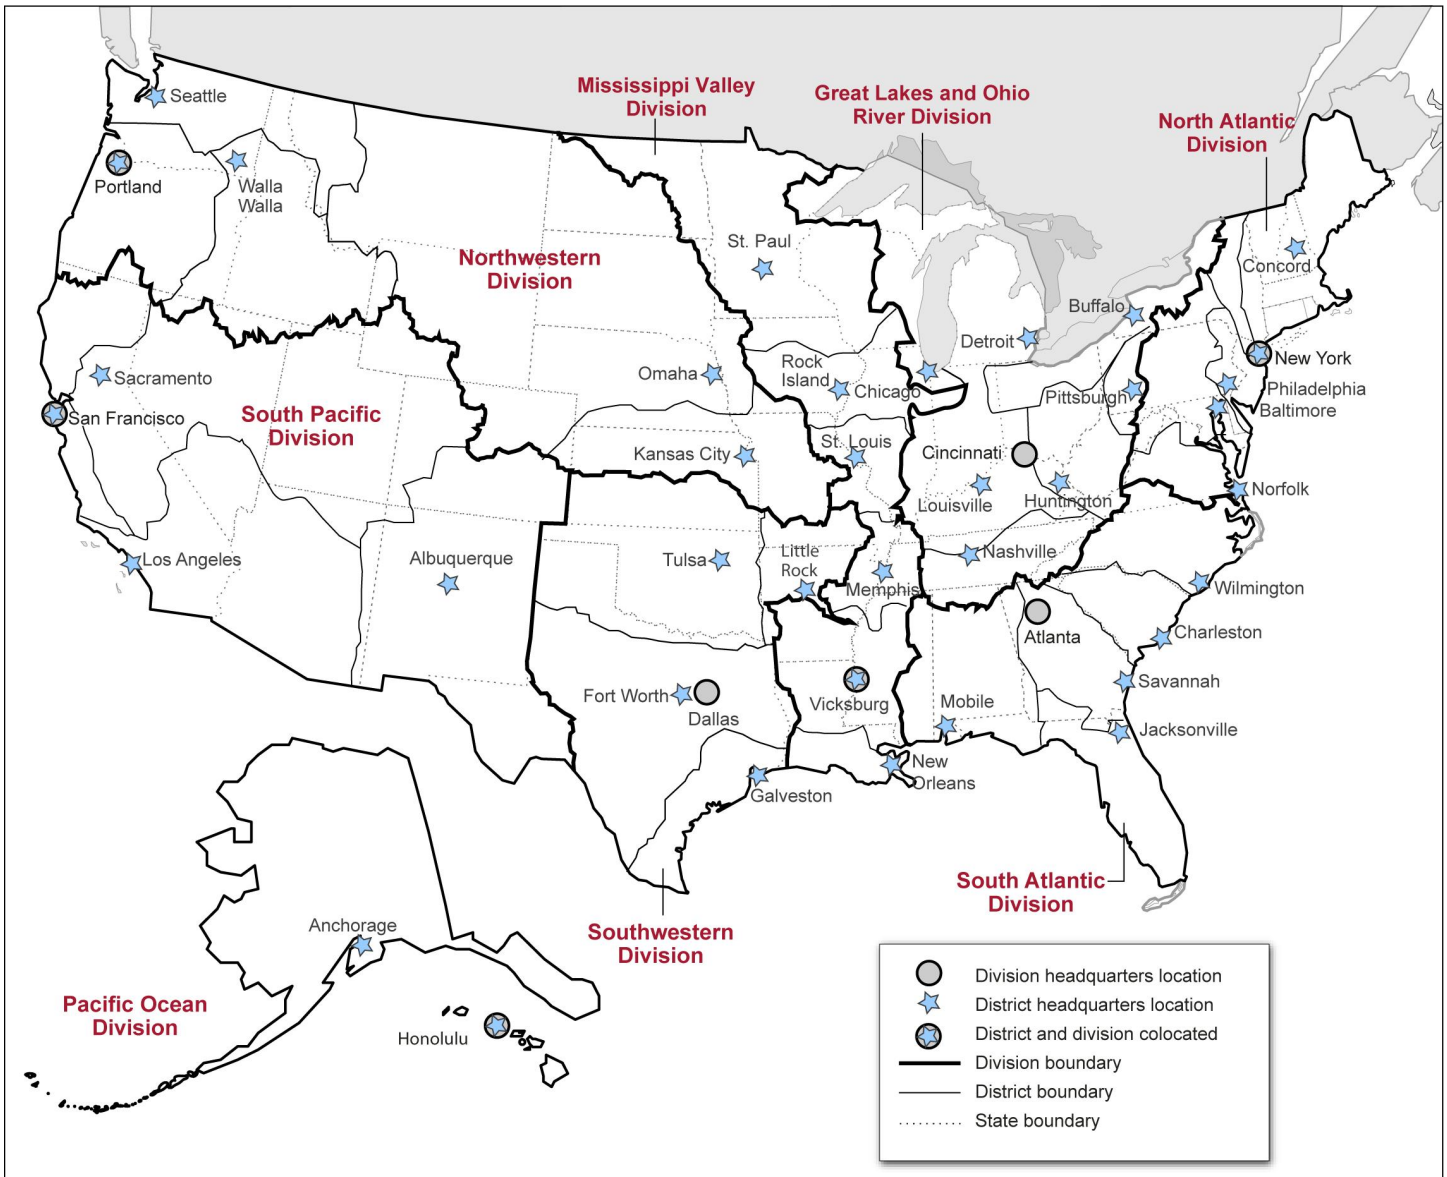 Mississippi Valley
Division
Great Lakes and Ohio
River Division
North Atlantic
Division
Seattle
Portland
Walla
Walla
Northwestern
Division
St. Paul
Concord
Buffalo
Detroit
New York
Omaha
Rock
Island
Chicago
Pittsburgh
Philadelphia
Baltimore
Sacramento
San Francisco
South Pacific
Division
Kansas City
St. Louis
Cincinnati
Louisville
Huntington
Norfolk
Los Angeles
Albuquerque
Tulsa
Little
Rock
Memphis
Nashville
Wilmington
Atlanta
Charleston
Savannah
Fort Worth
Dallas
Vicksburg
Mobile
Jacksonville
Galveston
New
Orleans
South Atlantic
Division
Southwestern
Division
Anchorage
Pacific Ocean
Division
Honolulu
Division headquarters location
District headquarters location
District and division colocated
Division boundary
District boundary
State boundary